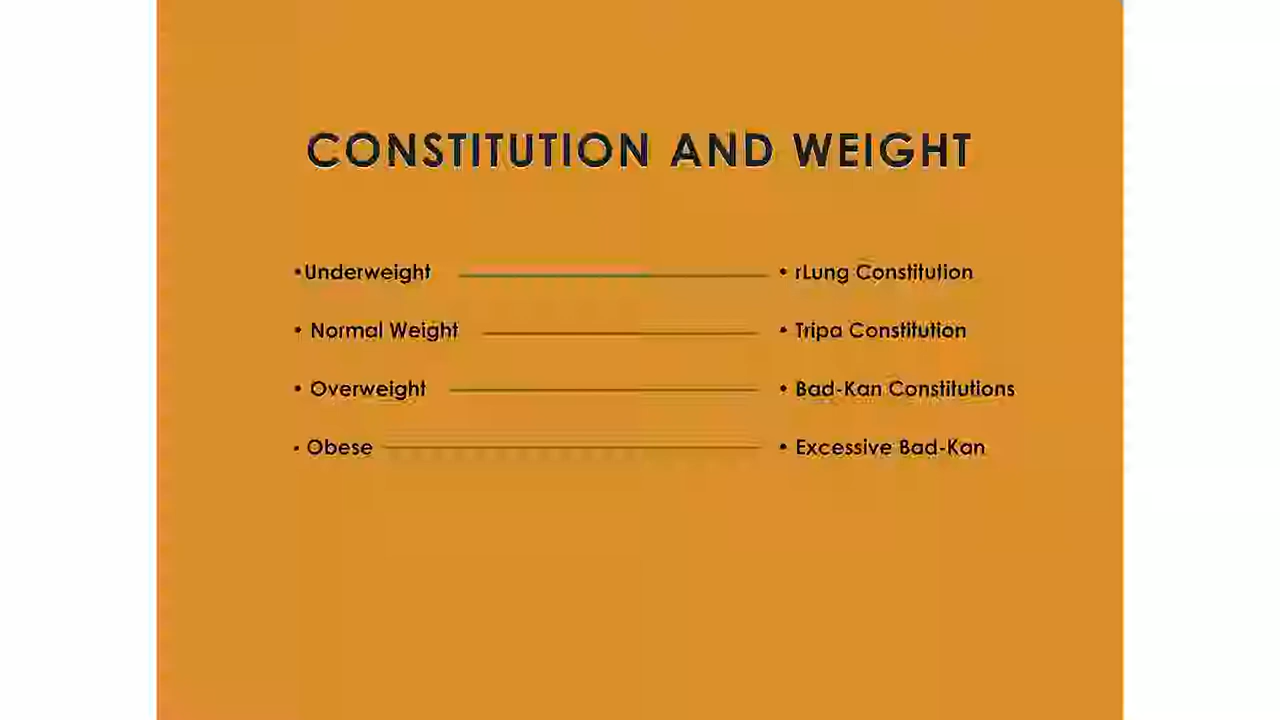 CONSTITUTION AND WEIGHT
•Underweight • rLung Constitution
• Normal Weight • Tripa Constitution
• Overweight • Bad-Kan Constitutions
• Obese • Excessive Bad-Kan